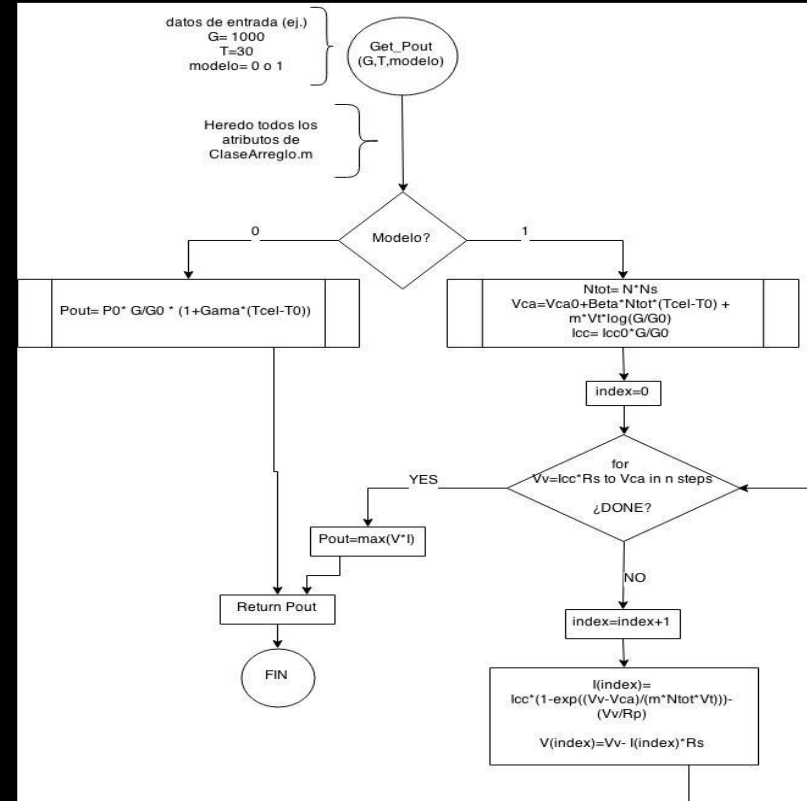 datos de entrada (ej.)
G= 1000
T=30
modelo= 0 o 1
Get_Pout
(G,T,modelo)
Heredo todos los
atributos de
ClaseArreglo.m
Modelo?
0
1
Pout= P0* G/G0 * (1+Gama*(Tcel-T0))
Ntot= N*Ns
Vca=Vca0+Beta*Ntot*(Tcel-T0) +
m*Vt*log(G/G0)
Icc= Icc0*G/G0
index=0
for
Vv=Icc*Rs to Vca in n steps
¿DONE?
YES
Pout=max(V*I)
NO
Return Pout
index=index+1
FIN
I(index)=
Icc*(1-exp((Vv-Vca)/(m*Ntot*Vt)))-
(Vv/Rp)
V(index)=Vv- I(index)*Rs